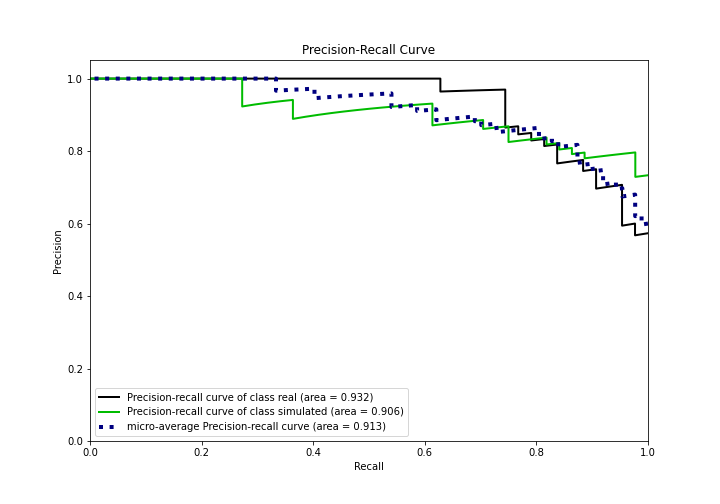 Precision-Recall Curve
1.0
0.8
0.6
0.4
0.2
0.0
Precision
Precision-recall curve of class real (area = 0.932)
Precision-recall curve of class simulated (area = 0.906)
micro-average Precision-recall curve (area = 0.913)
0.0 0.2 0.4 0.6 0.8 1.0
Recall